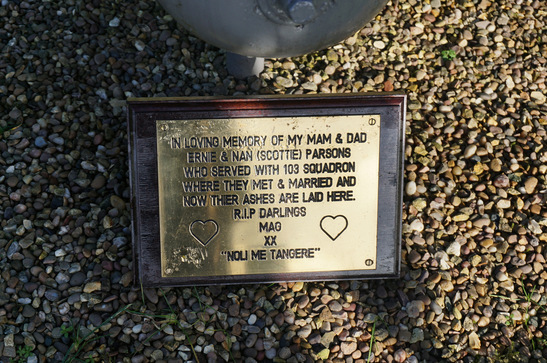 IN LOVING MEMORY OF MY MAM & DAD
ERNE & NAN (SCOTTIE) PARSONS
WHO SERVED WITH 103 SQUADRON
WHERE THEY MET & MARRIED AND
NOW THIER ASHES ARE LAID HERE.
R.I.P DARLINGS
MAG
XX
"NOLI ME TANGERE"